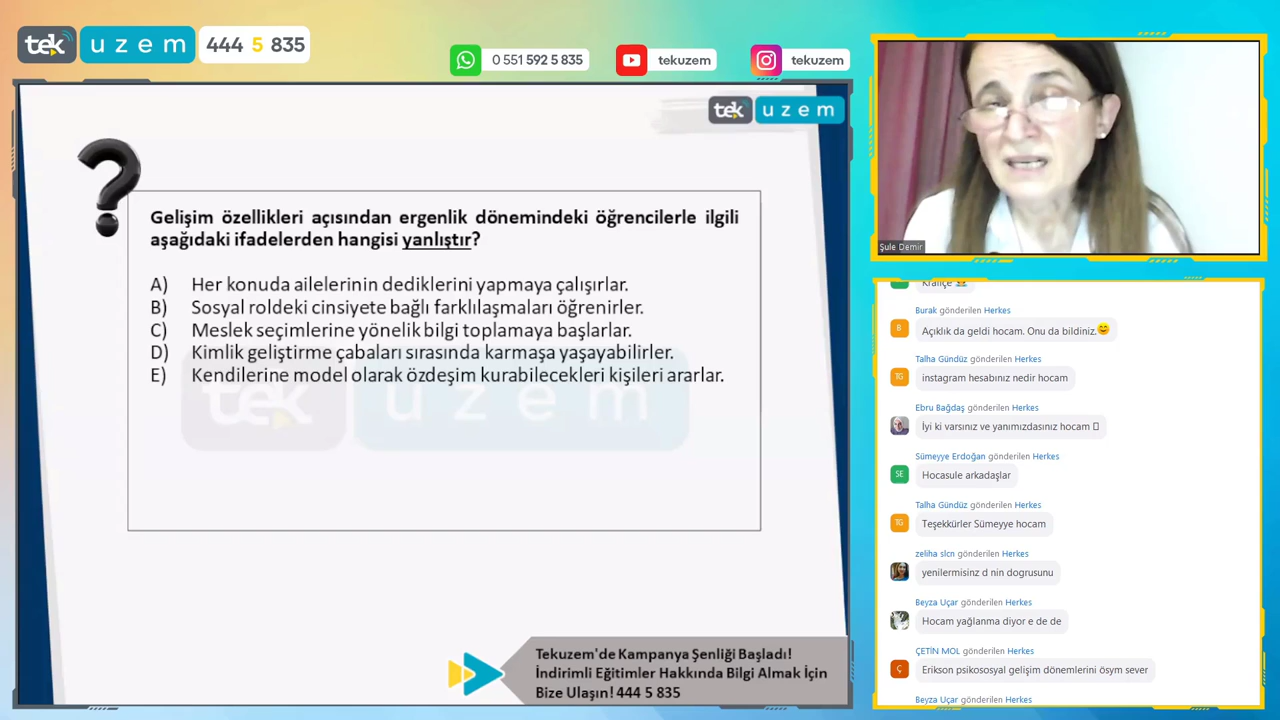 tek uzem 444 5 835
0 551 592 5 835
tekuzem
tekuzem
tek uzem
?
Gelişim özellikleri açısından ergenlik dönemindeki öğrencilerle ilgili
aşağıdaki ifadelerden hangisi yanlıştır?
A) Her konuda ailelerinin dediklerini yapmaya çalışırlar.
B) Sosyal roldeki cinsiyete bağlı farklılaşmaları öğrenirler.
C) Meslek seçimlerine yönelik bilgi toplamaya başlarlar.
D) Kimlik geliştirme çabaları sırasında karmaşa yaşayabilirler.
E) Kendilerine model olarak özdeşim kurabilecekleri kişileri ararlar.
tek uzem
Tekuzem'de Kampanya Şenliği Başladı!
İndirimli Eğitimler Hakkında Bilgi Almak İçin
Bize Ulaşın! 444 5 835
Şule Demir
Kraliçe
Burak gönderilen Herkes
B
Açıklık da geldi hocam. Onu da bildiniz.
Talha Gündüz gönderilen Herkes
TG
instagram hesabınız nedir hocam
Ebru Bağdaş gönderilen Herkes
İyi ki varsınız ve yanımızdasınız hocam
Sümeyye Erdoğan gönderilen Herkes
SE
Hocasule arkadaşlar
Talha Gündüz gönderilen Herkes
TG
Teşekkürler Sümeyye hocam
zeliha slcn gönderilen Herkes
yenilermisinz d nin dogrusunu
Beyza Uçar gönderilen Herkes
Hocam yağlanma diyor e de de
ÇETİN MOL gönderilen Herkes
Ç
Erikson psikososyal gelişim dönemlerini ösym sever
Beyza Uçar gönderilen Herkes